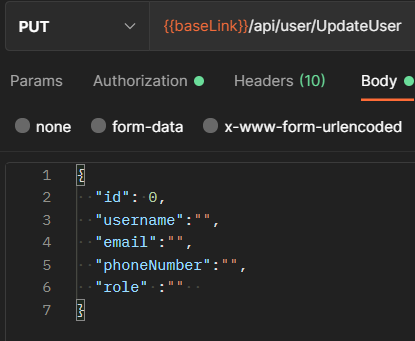 PUT {{baseLink}}/api/user/UpdateUser
Params Authorization Headers (10) Body
none form-data x-www-form-urlencoded
1 {
2 "id": 0,
3 "username":"",
4 "email":"",
5 "phoneNumber":"",
6 "role" :""
7 }